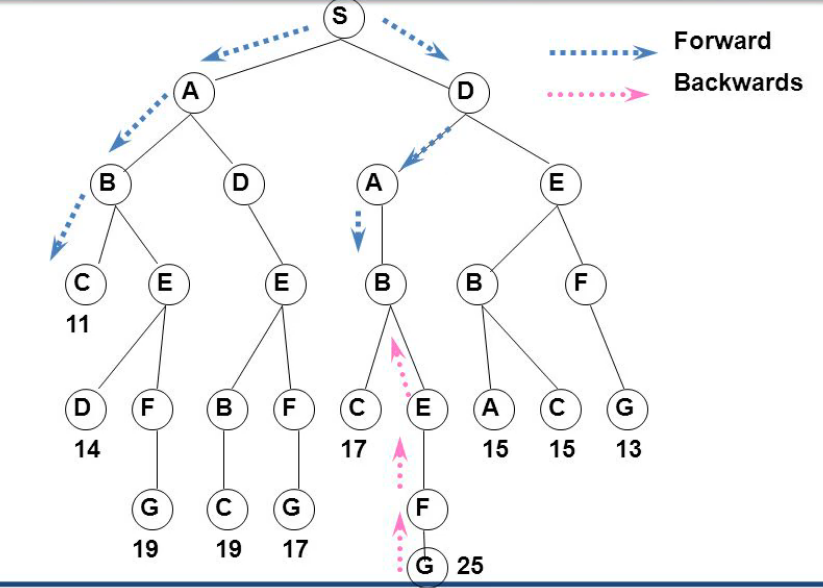 S
Forward
Backwards
A D
B D A E
C E E B B F
11
D F B F C E A C G
14 17 15 15 13
G C G F
19 19 17
G 25